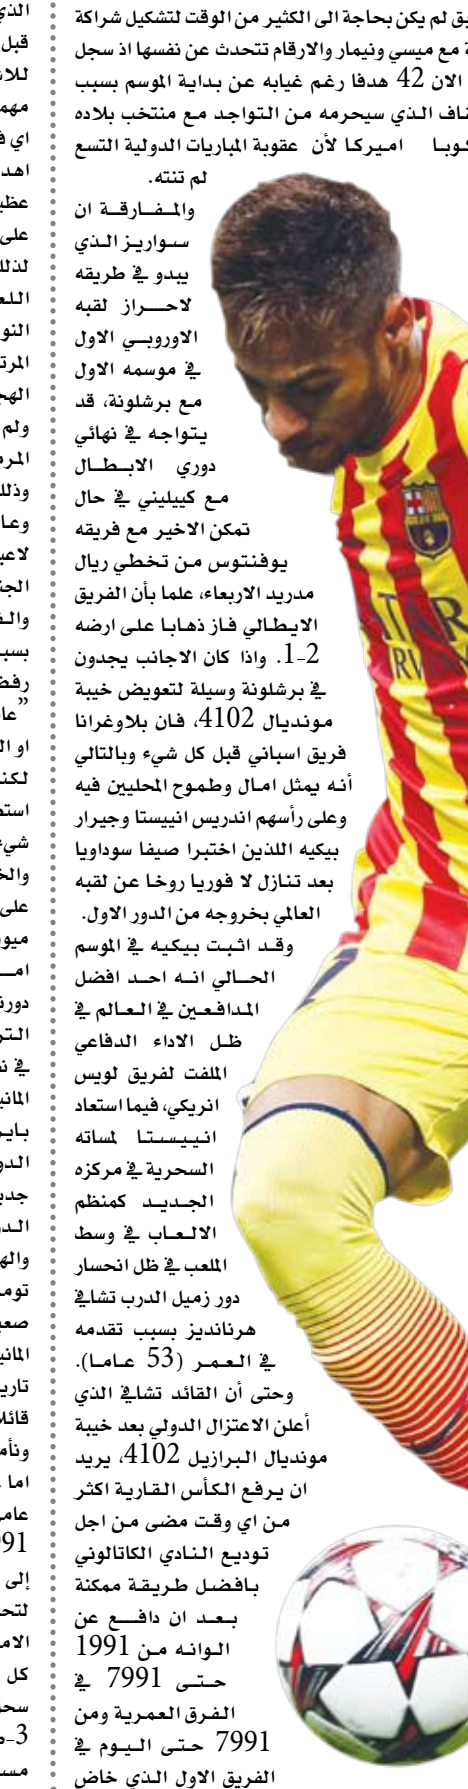 يق لم يكن بحاجة الى الكثير من الوقت لتشكيل شراكة
ة مع ميسي ونيمار والارقام تتحدث عن نفسها اذ سجل
الان 42 هدفا رغم غيابه عن بداية الموسم بسبب
ناف الذي سيحرمه من التواجد مع منتخب بلاده
كوبا اميركا لأن عقوبة المباريات الدولية التسع
لم تنته.
والمفارقة ان
سواريز الذي
يبدو في طريقه
لاحراز لقبه
الاوروبي الاول
في موسمه الاول
مع برشلونة، قد
يتواجه في نهائي
دوري الابطال
مع كييليني في حال
تمكن الاخير مع فريقه
يوفنتوس من تخطي ريال
مدريد الاربعاء، علما بأن الفريق
الايطالي فاز ذهابا على ارضه
2-1. واذا كان الاجانب يجدون
في برشلونة وسيلة لتعويض خيبة
مونديال 4102، فان بلاوغرانا
فريق اسباني قبل كل شيء وبالتالي
أنه يمثل امال وطموح المحليين فيه
وعلى رأسهم اندريس انييستا وجيرار
بيكيه اللذين اختبرا صيفا سوداويا
بعد تنازل لا فوريا روخا عن لقبه
العالمي بخروجه من الدور الاول.
وقد اثبت بيكيه في الموسم
الحالي انه احد افضل
المدافعين في العالم في
ظل الاداء الدفاعي
الملفت لفريق لويس
انريكي، فيما استعاد
انييستا لمساته
السحرية في مركزه
الجديد كمنظم
الالعاب في وسط
الملعب في ظل انحسار
دور زميل الدرب تشافي
هرنانديز بسبب تقدمه
في العمر (53 عاما).
وحتى أن القائد تشافي الذي
أعلن الاعتزال الدولي بعد خيبة
مونديال البرازيل 4102، يريد
ان يرفع الكأس القارية اكثر
من اي وقت مضى من اجل
توديع النادي الكاتالوني
بافضل طريقة ممكنة
بعد ان دافع عن
الوانه من 1991
حتى 7991 في
الفرق العمرية ومن
7991 حتى اليوم في
الفريق الاول الذي خاض